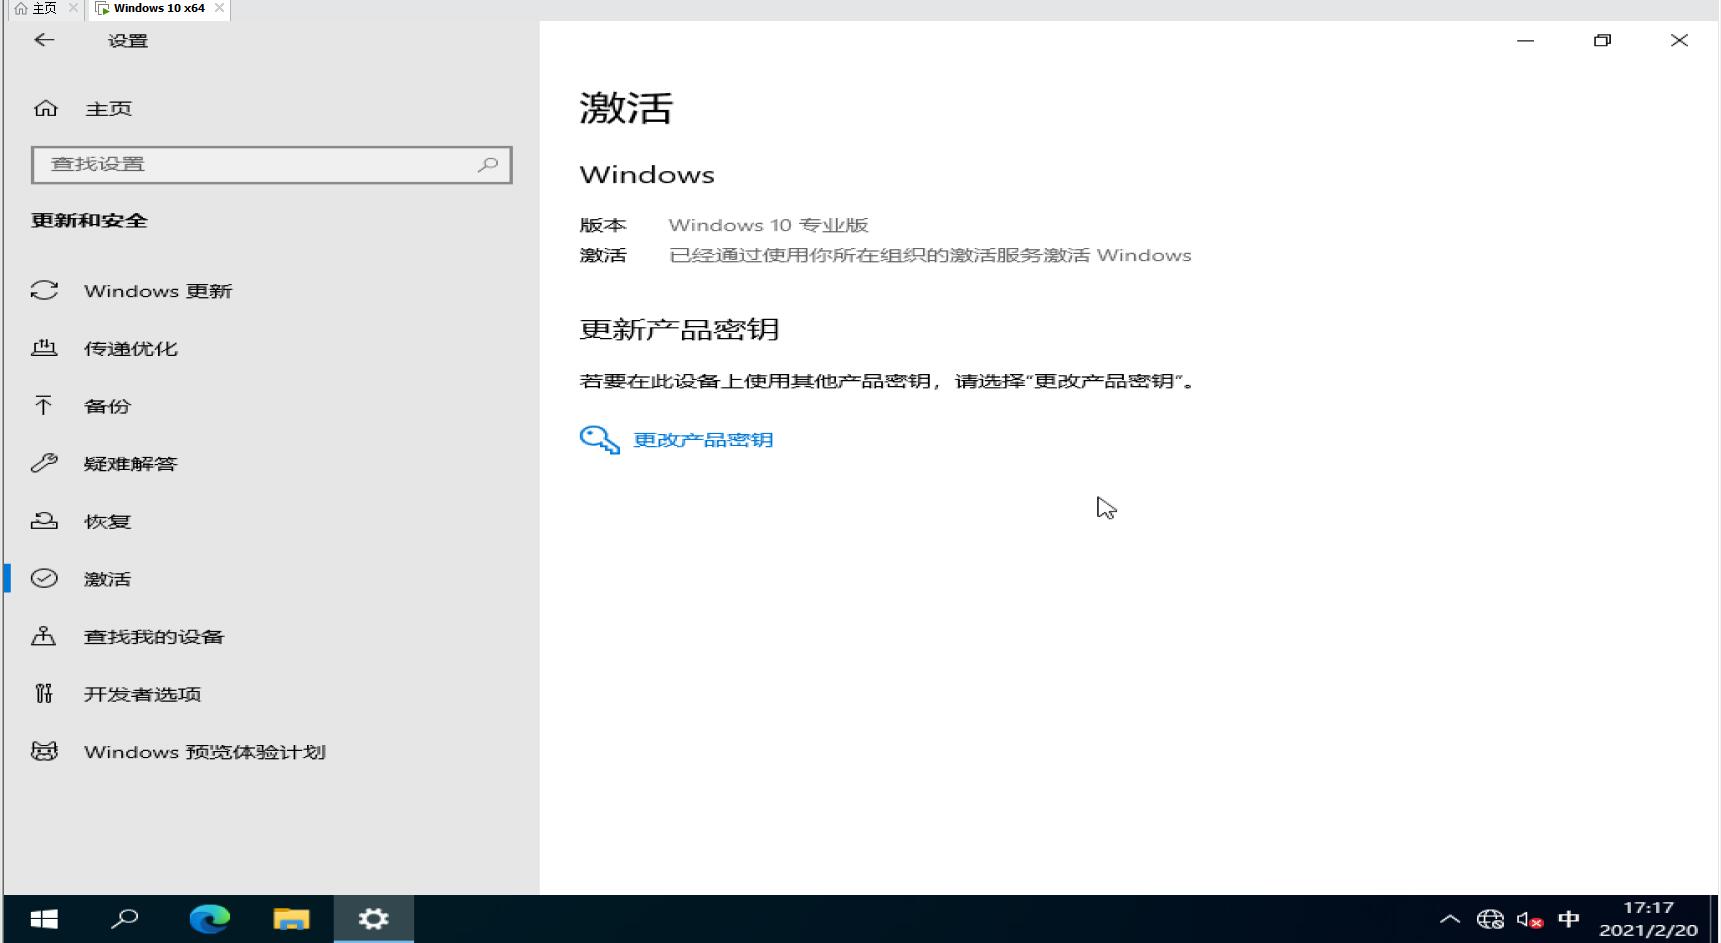 主页
Windows 10 x64
设置
主页
查找设置
更新和安全
Windows 更新
传递优化
备份
疑难解答
恢复
激活
查找我的设备
开发者选项
Windows 预览体验计划
激活
Windows
版本 Windows 10 专业版
激活 已经通过使用你所在组织的激活服务激活 Windows
更新产品密钥
若要在此设备上使用其他产品密钥，请选择“更改产品密钥”。
更改产品密钥
中
17:17
2021/2/20